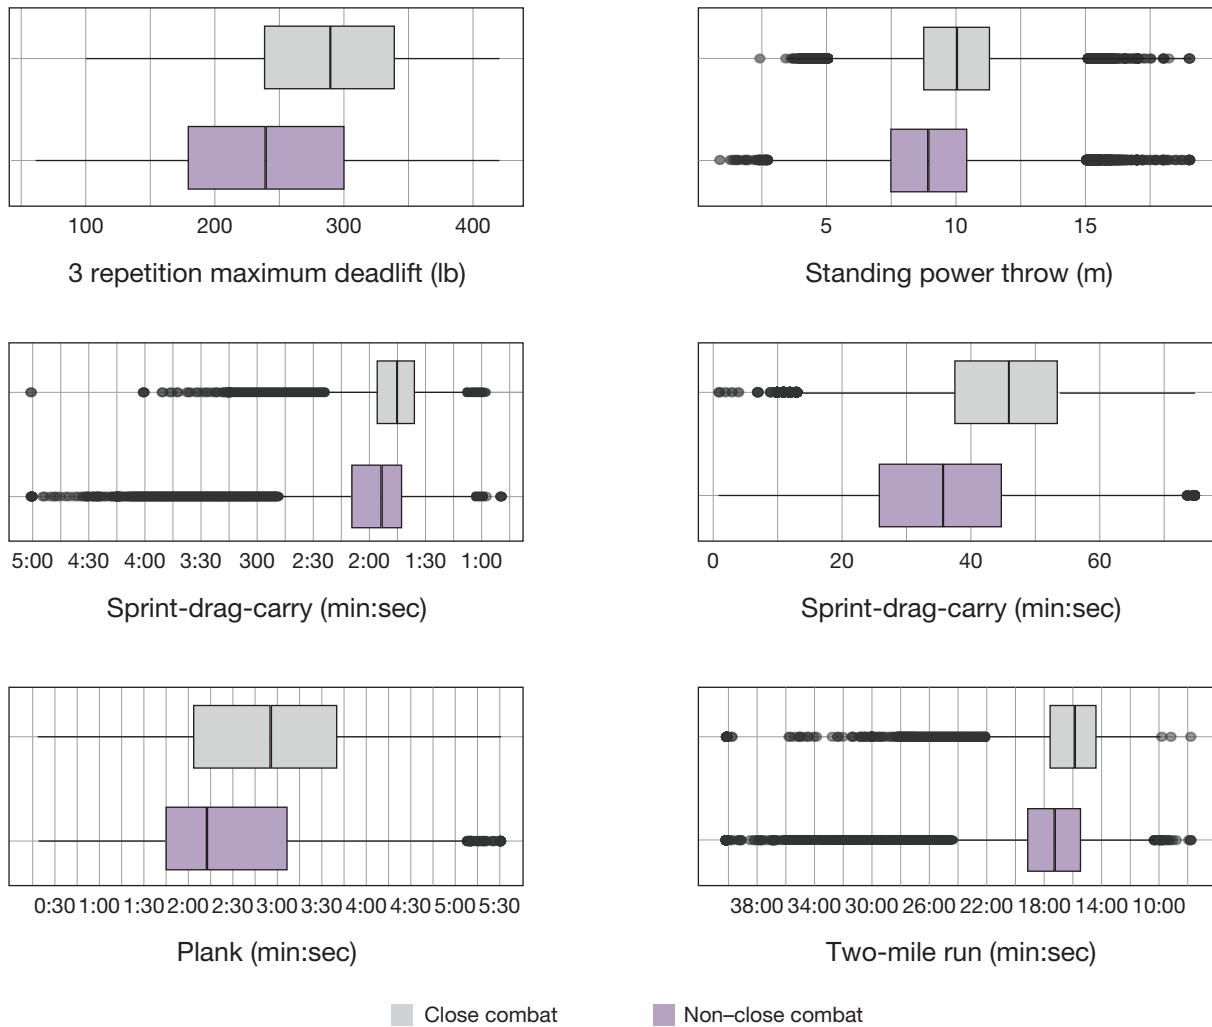 100 200 300 400
3 repetition maximum deadlift (lb)
5 10 15
Standing power throw (m)
5:00 4:30 4:00 3:30 300 2:30 2:00 1:30 1:00
Sprint-drag-carry (min:sec)
0 20 40 60
Sprint-drag-carry (min:sec)
0:30 1:00 1:30 2:00 2:30 3:00 3:30 4:00 4:30 5:00 5:30
Plank (min:sec)
38:00 34:00 30:00 26:00 22:00 18:00 14:00 10:00
Two-mile run (min:sec)
Close combat
Non–close combat